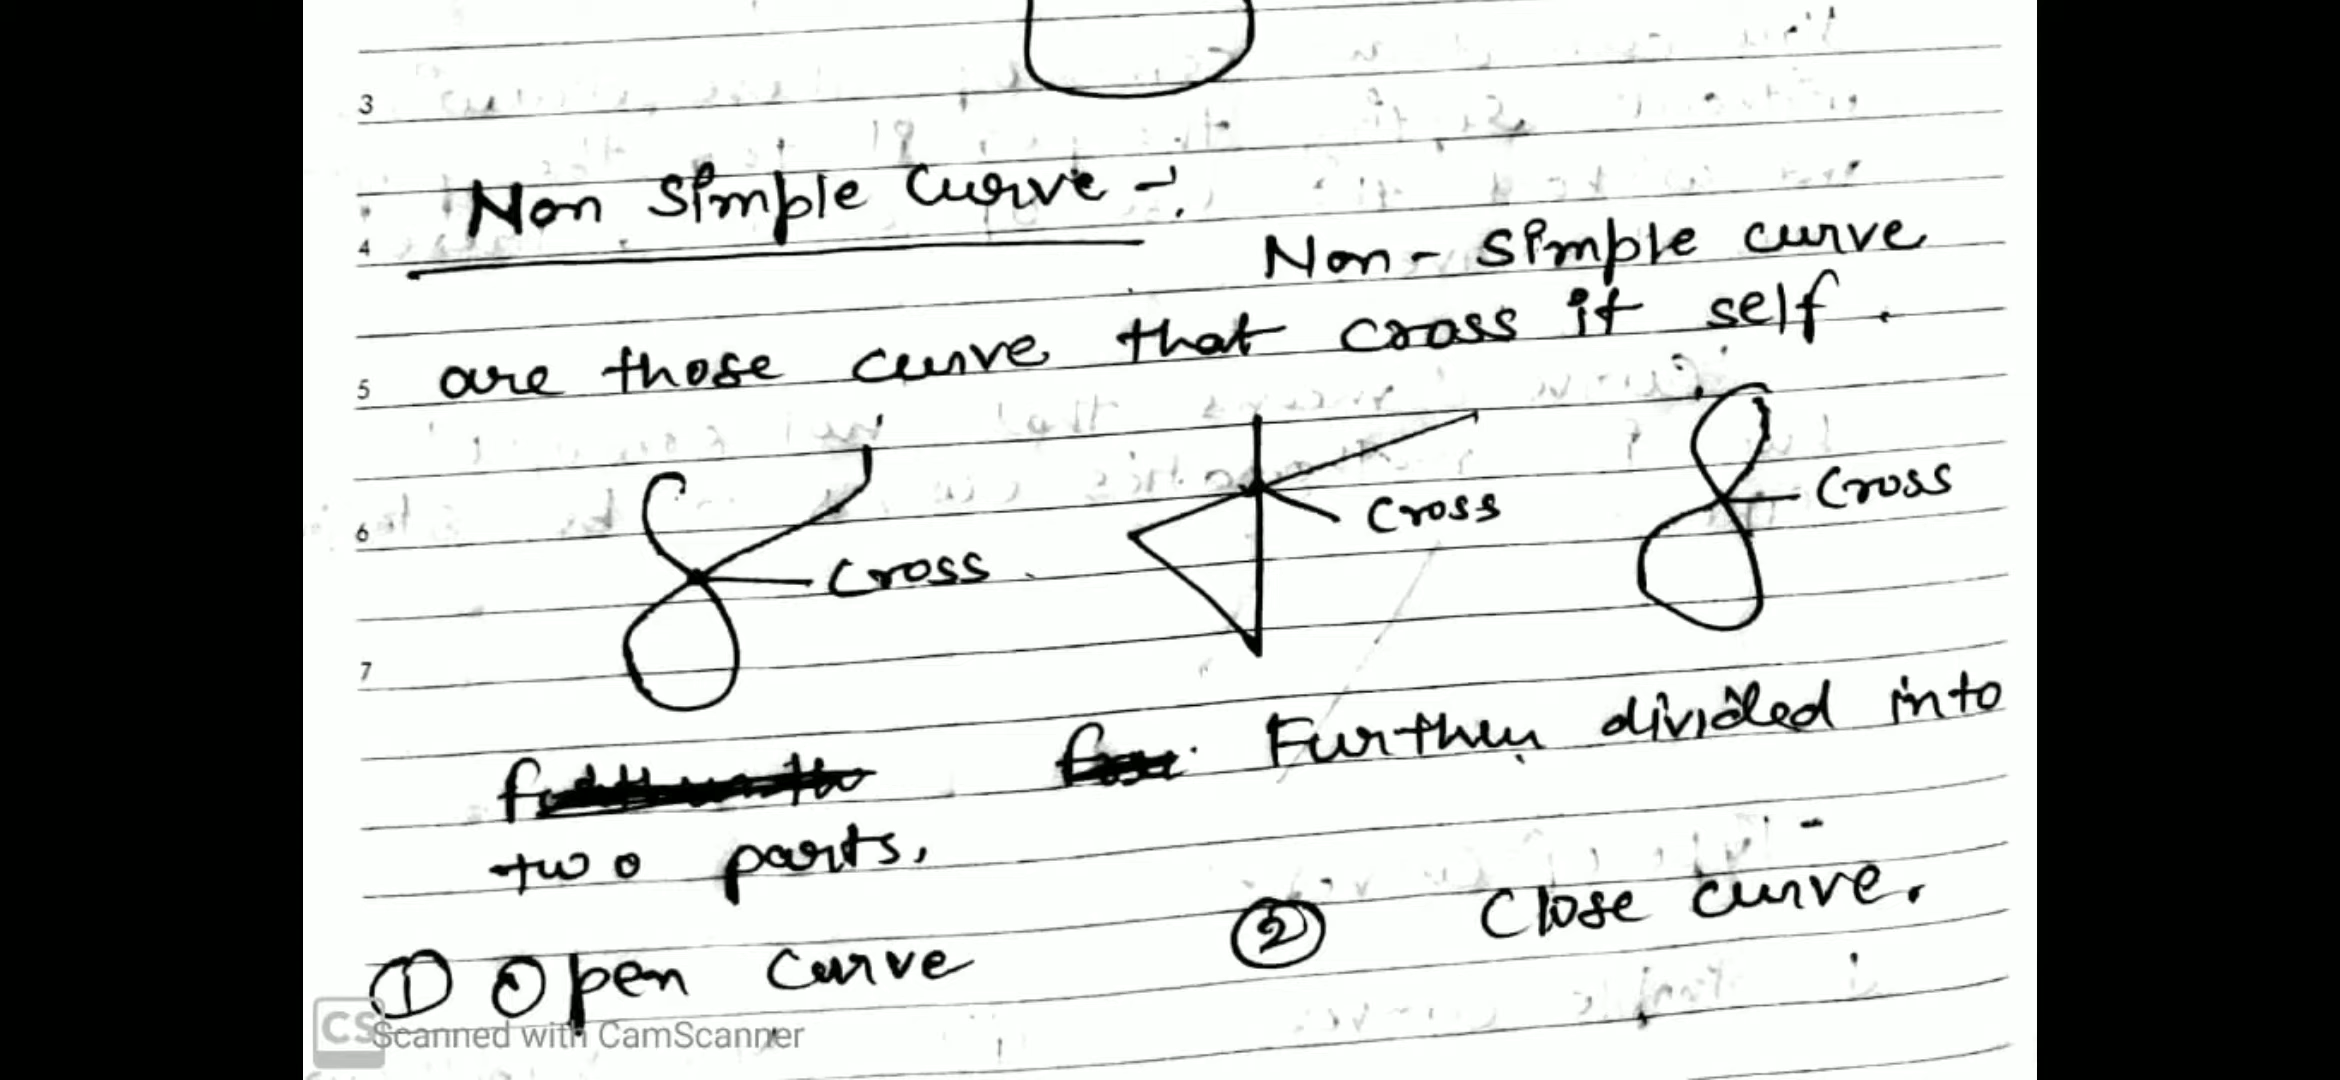 3
Non Simple Curve -:
4
Non - Simple curve
are those curve that cross it self.
5
Cross
Cross
Cross
6
7
Further divided into
two parts,
① Open curve
② Close curve.
CS Scanned with CamScanner